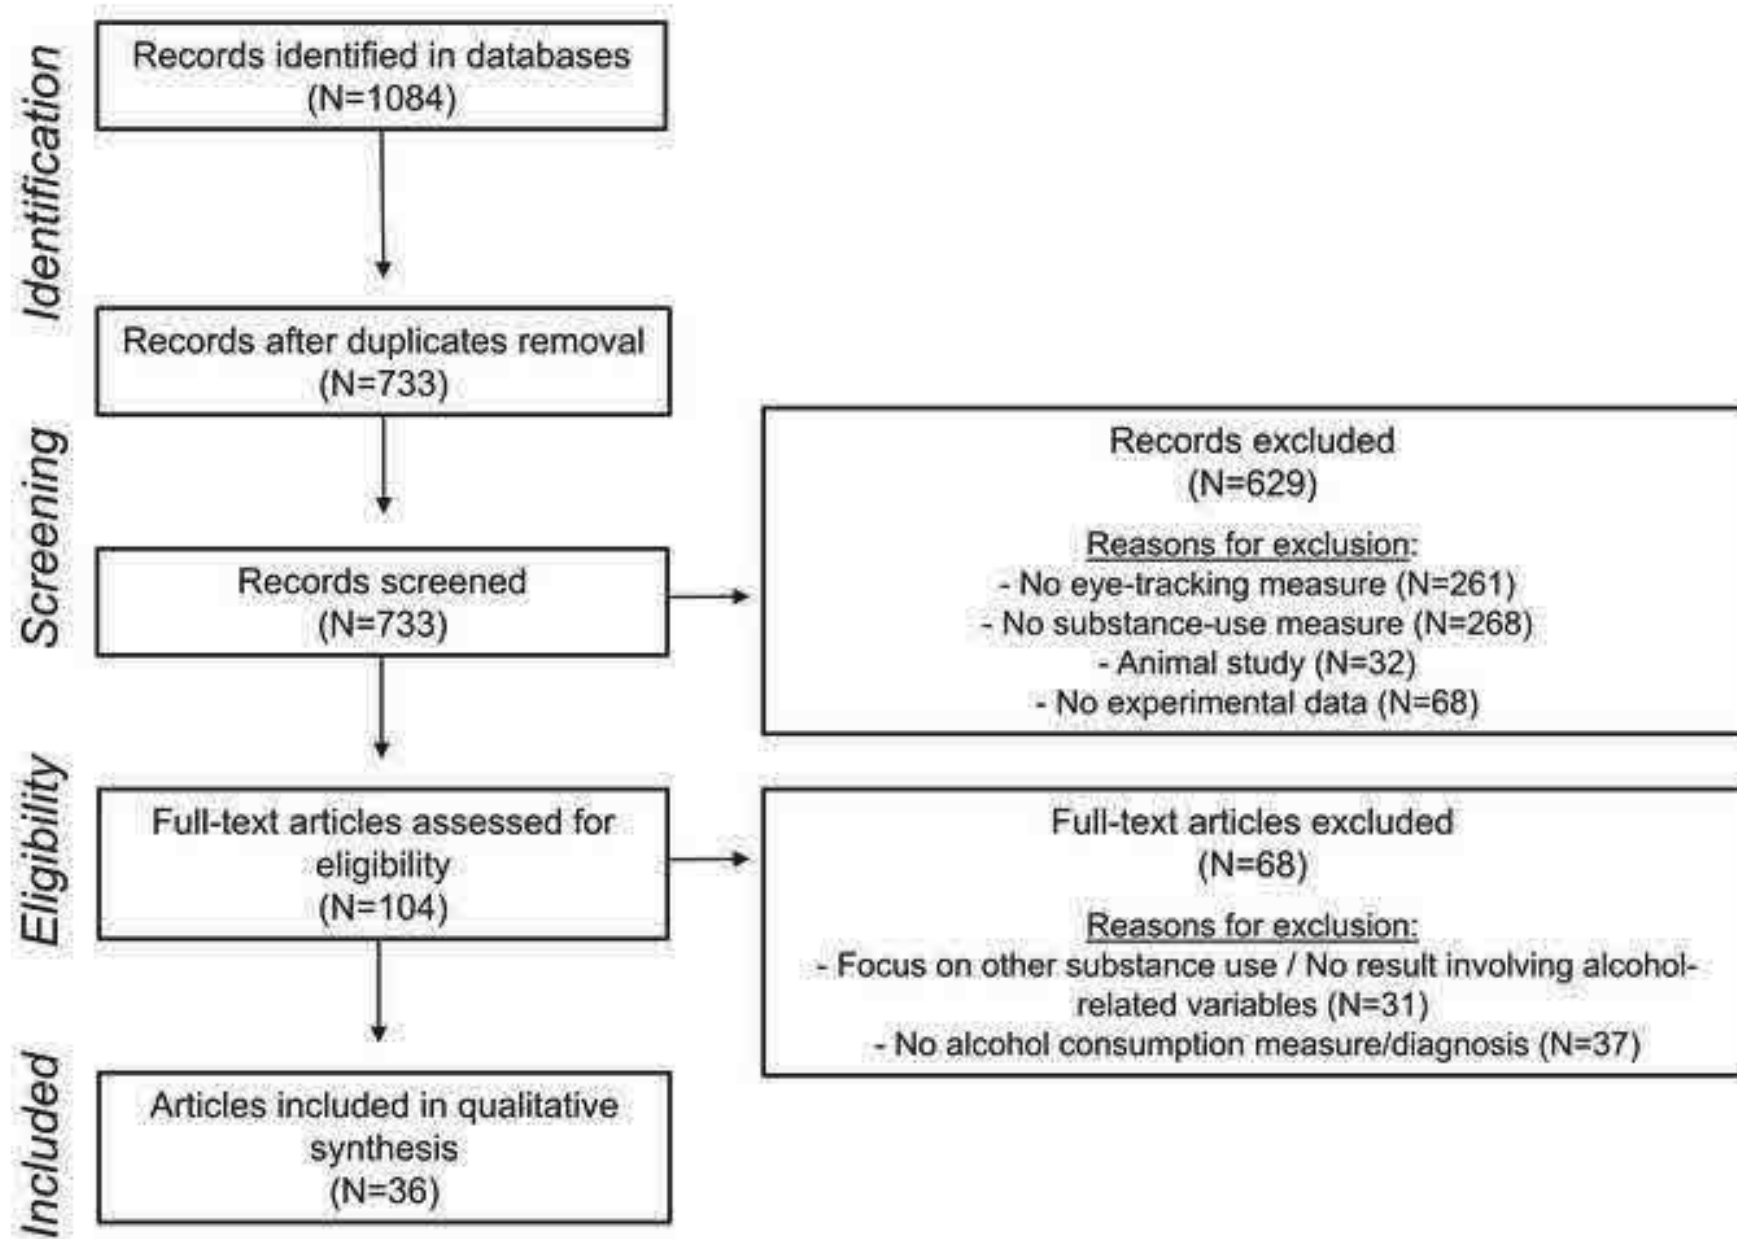 Identification
Records identified in databases
(N=1084)
Records after duplicates removal
(N=733)
Screening
Records screened
(N=733)
Records excluded
(N=629)
Reasons for exclusion:
- No eye-tracking measure (N=261)
- No substance-use measure (N=268)
- Animal study (N=32)
- No experimental data (N=68)
Eligibility
Full-text articles assessed for
eligibility
(N=104)
Full-text articles excluded
(N=68)
Reasons for exclusion:
- Focus on other substance use / No result involving alcohol-
related variables (N=31)
- No alcohol consumption measure/diagnosis (N=37)
Included
Articles included in qualitative
synthesis
(N=36)